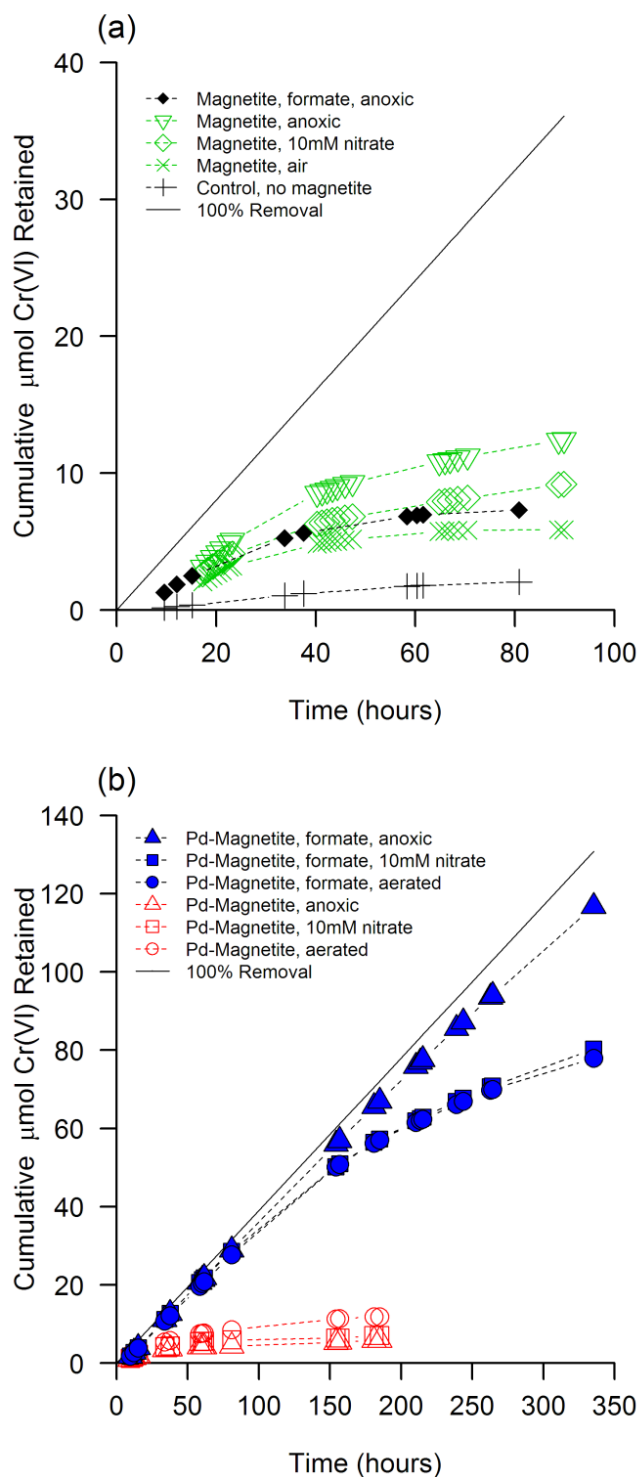 (a)
40
30
20
10
0
Cumulative μmol Cr(VI) Retained
Magnetite, formate, anoxic
Magnetite, anoxic
Magnetite, 10mM nitrate
Magnetite, air
Control, no magnetite
100% Removal
0 20 40 60 80 100
Time (hours)
(b)
140
120
100
80
60
40
20
0
Cumulative μmol Cr(VI) Retained
Pd-Magnetite, formate, anoxic
Pd-Magnetite, formate, 10mM nitrate
Pd-Magnetite, formate, aerated
Pd-Magnetite, anoxic
Pd-Magnetite, 10mM nitrate
Pd-Magnetite, aerated
100% Removal
0 50 100 150 200 250 300 350
Time (hours)